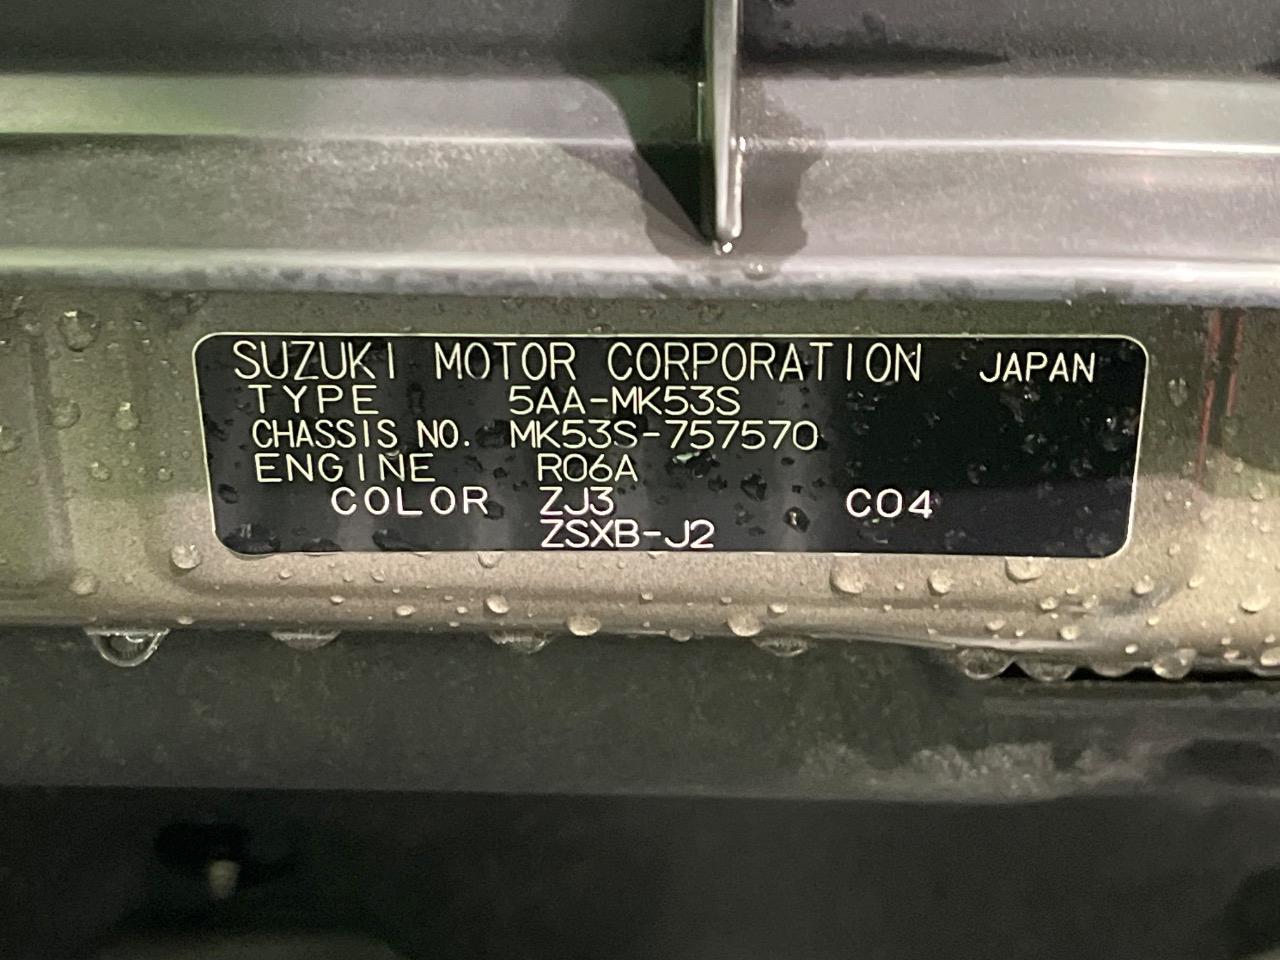 SUZUKI MOTOR CORPORATION JAPAN
TYPE 5AA-MK53S
CHASSIS NO. MK53S-757570
ENGINE R06A
COLOR ZJ3 C04
ZSXB-J2